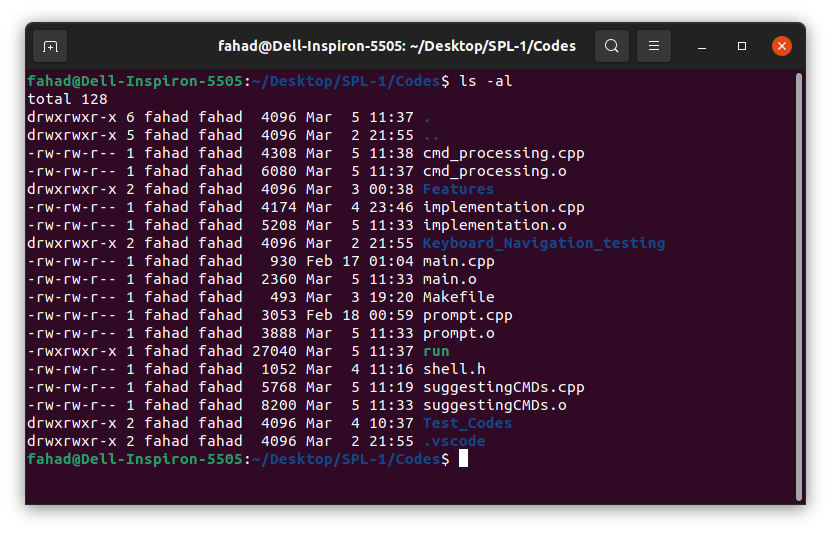 fahad@Dell-Inspiron-5505: ~/Desktop/SPL-1/Codes
fahad@Dell-Inspiron-5505:~/Desktop/SPL-1/Codes$ ls -al
total 128
drwxrwxr-x 6 fahad fahad  4096 Mar  5 11:37 .
drwxrwxr-x 5 fahad fahad  4096 Mar  2 21:55 ..
-rw-rw-r-- 1 fahad fahad  4308 Mar  5 11:38 cmd_processing.cpp
-rw-rw-r-- 1 fahad fahad  6080 Mar  5 11:37 cmd_processing.o
drwxrwxr-x 2 fahad fahad  4096 Mar  3 00:38 Features
-rw-rw-r-- 1 fahad fahad  4174 Mar  4 23:46 implementation.cpp
-rw-rw-r-- 1 fahad fahad  5208 Mar  5 11:33 implementation.o
drwxrwxr-x 2 fahad fahad  4096 Mar  2 21:55 Keyboard_Navigation_testing
-rw-rw-r-- 1 fahad fahad   930 Feb 17 01:04 main.cpp
-rw-rw-r-- 1 fahad fahad  2360 Mar  5 11:33 main.o
-rw-rw-r-- 1 fahad fahad   493 Mar  3 19:20 Makefile
-rw-rw-r-- 1 fahad fahad  3053 Feb 18 00:59 prompt.cpp
-rw-rw-r-- 1 fahad fahad  3888 Mar  5 11:33 prompt.o
-rwxrwxr-x 1 fahad fahad 27040 Mar  5 11:37 run
-rw-rw-r-- 1 fahad fahad  1052 Mar  4 11:16 shell.h
-rw-rw-r-- 1 fahad fahad  5768 Mar  5 11:19 suggestingCMDs.cpp
-rw-rw-r-- 1 fahad fahad  8200 Mar  5 11:33 suggestingCMDs.o
drwxrwxr-x 2 fahad fahad  4096 Mar  4 10:37 Test_Codes
drwxrwxr-x 2 fahad fahad  4096 Mar  2 21:55 .vscode
fahad@Dell-Inspiron-5505:~/Desktop/SPL-1/Codes$